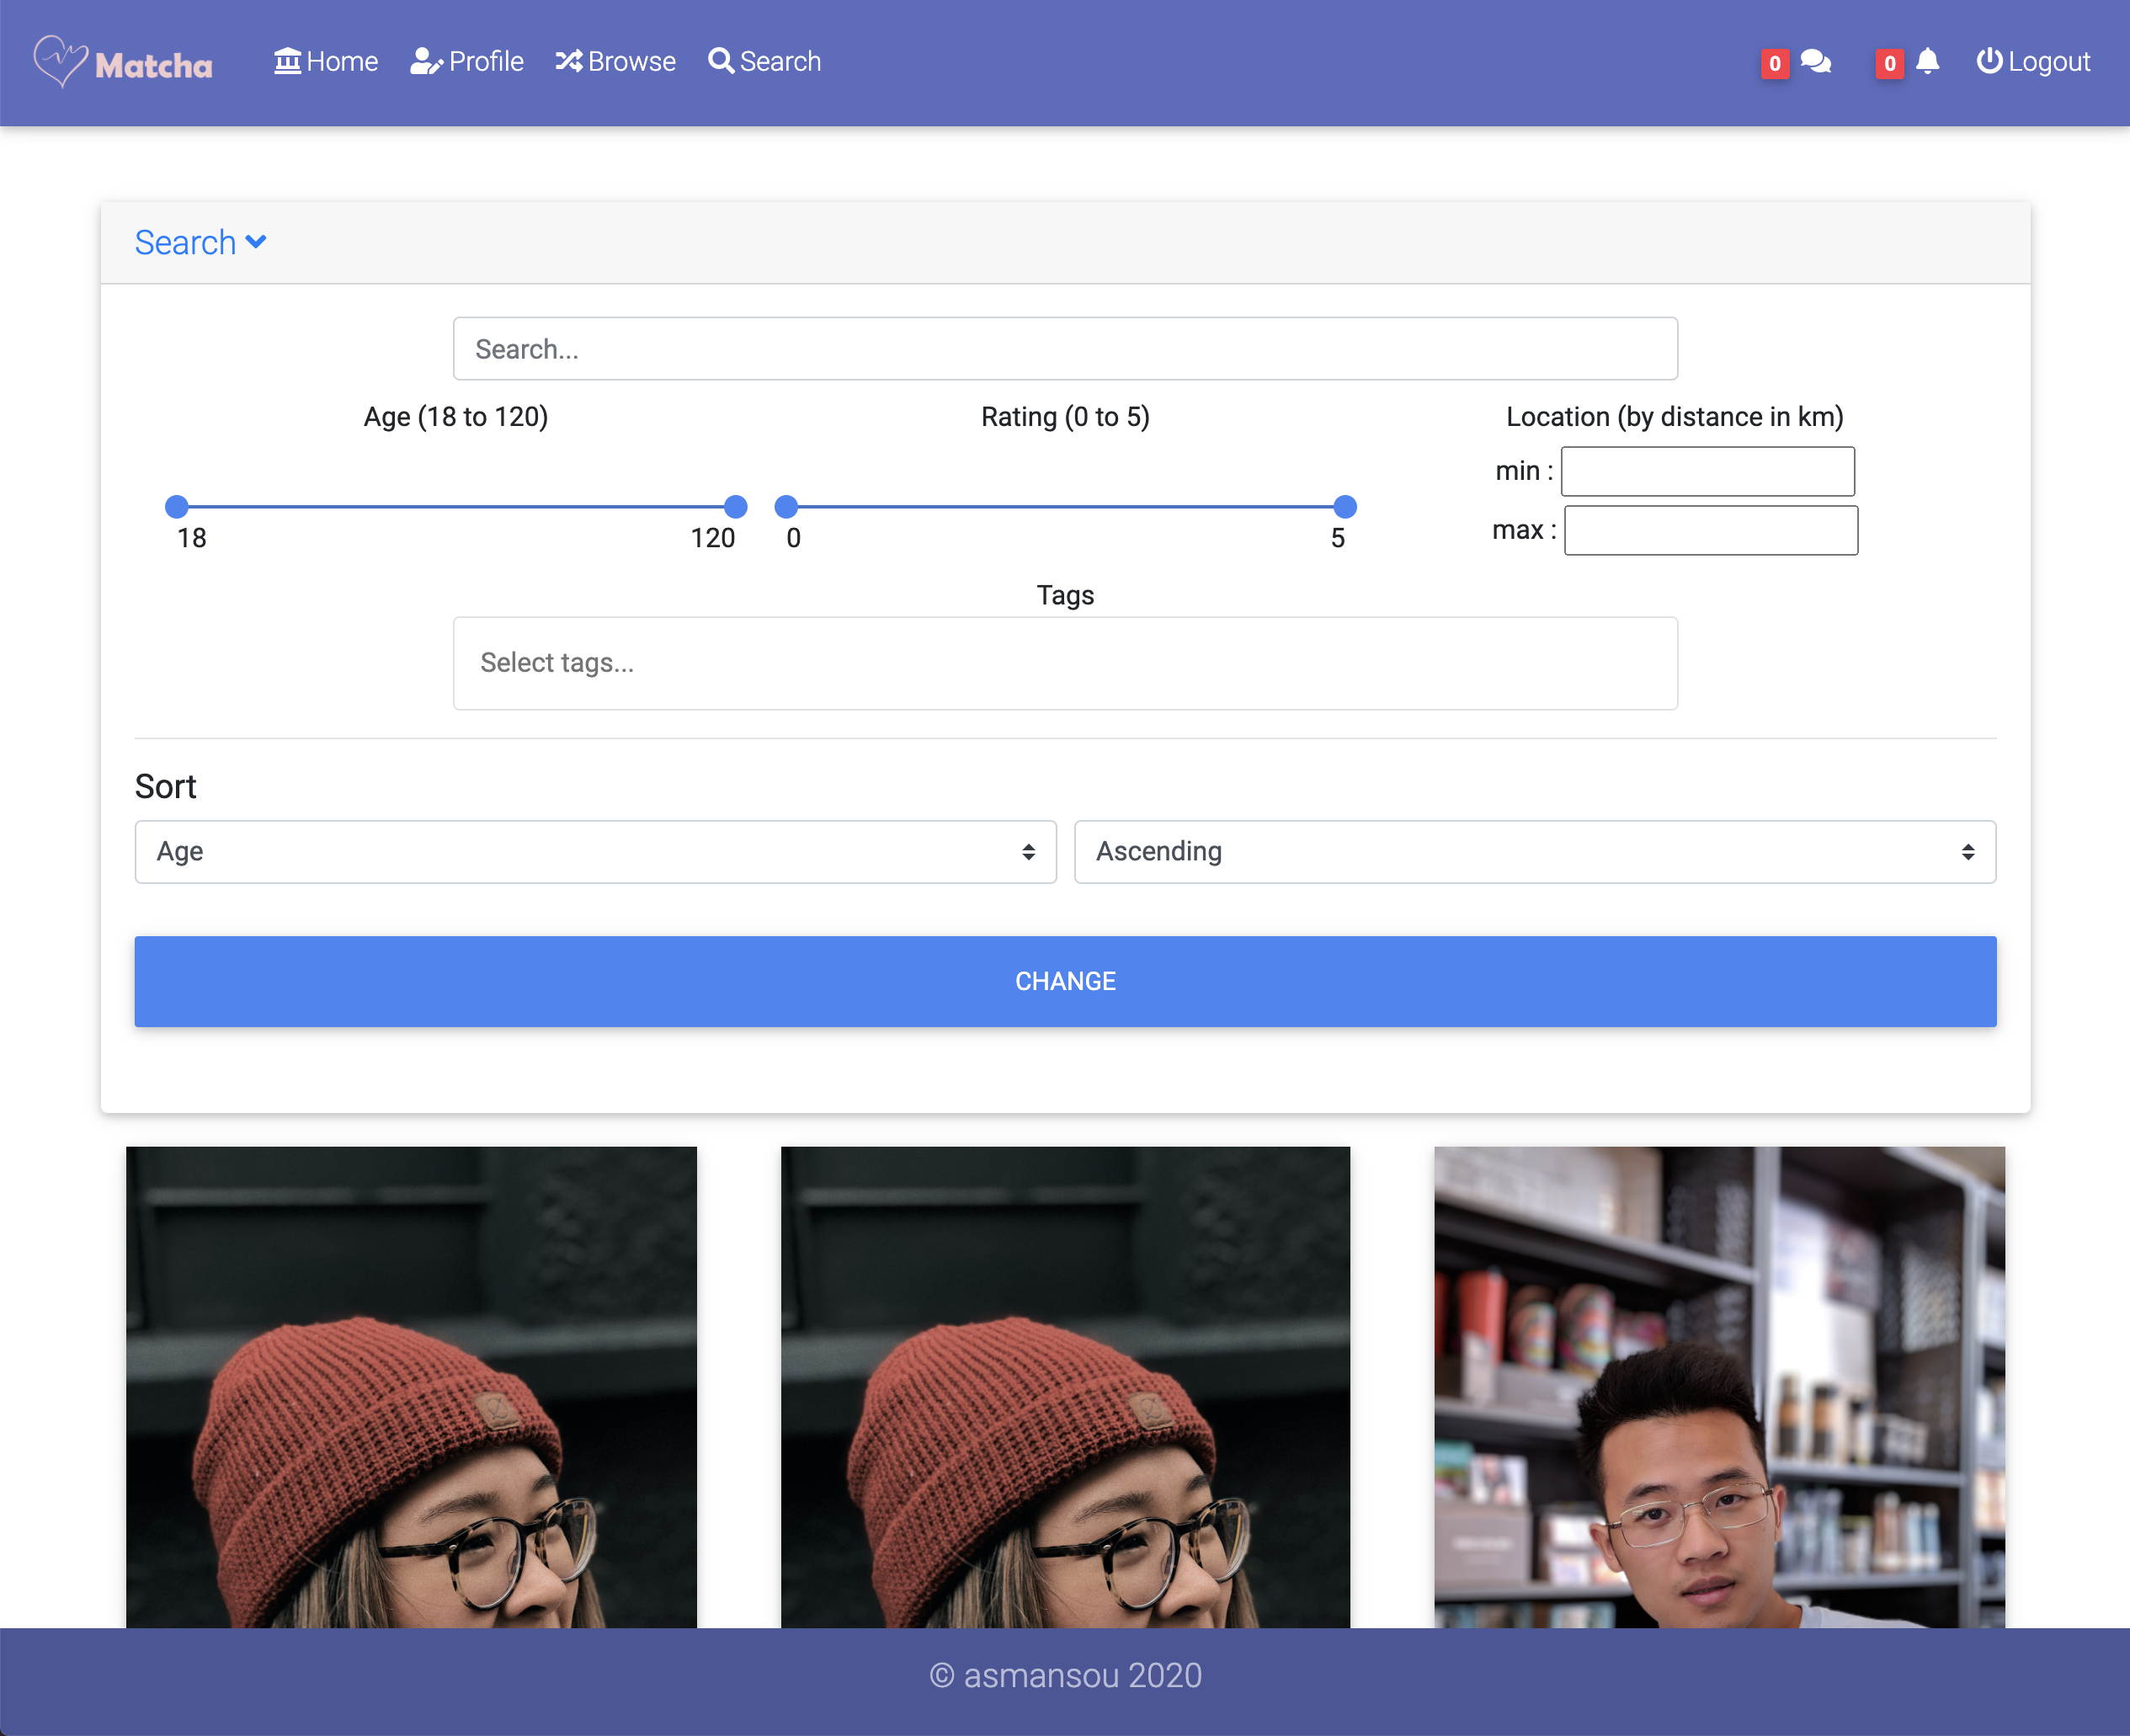 Matcha Home Profile Browse Search 0 0 Logout
Search
Search...
Age (18 to 120) Rating (0 to 5) Location (by distance in km)
min :
18 120 0 5 max :
Tags
Select tags...
Sort
Age Ascending
CHANGE
© asmansou 2020